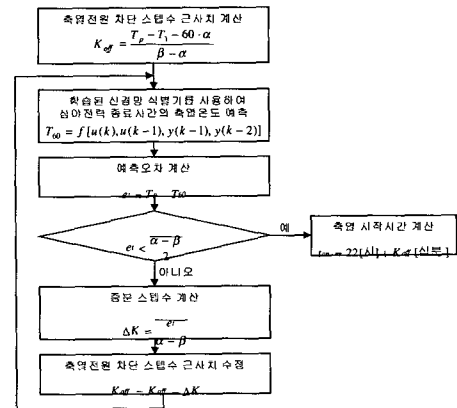 축열전원 차단 스텝수 근사치 계산
K_off = (T_p − T_1 − 60 · α) / (β − α)
학습된 신경망 식별기를 사용하여
심야전력 종료시간의 축열온도 예측
T_60 = f[u(k), u(k−1), y(k−1), y(k−2)]
예측오차 계산
e_t = T_p − T_60
예
e_t < (α − β) / 2
축열 시작시간 계산
= 22[시] + K_off [십분]
아니오
증분 스텝수 계산
ΔK = e_t / (α − β)
축열전원 차단 스텝수 근사치 수정
K_off = K_off − ΔK